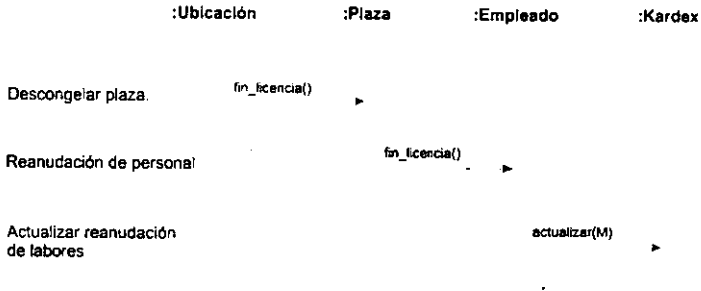 :Ubicación :Plaza :Empleado :Kardex
Descongelar plaza. fin_licencia()
Reanudación de personal fin_licencia()
Actualizar reanudación actualizar(M)
de labores